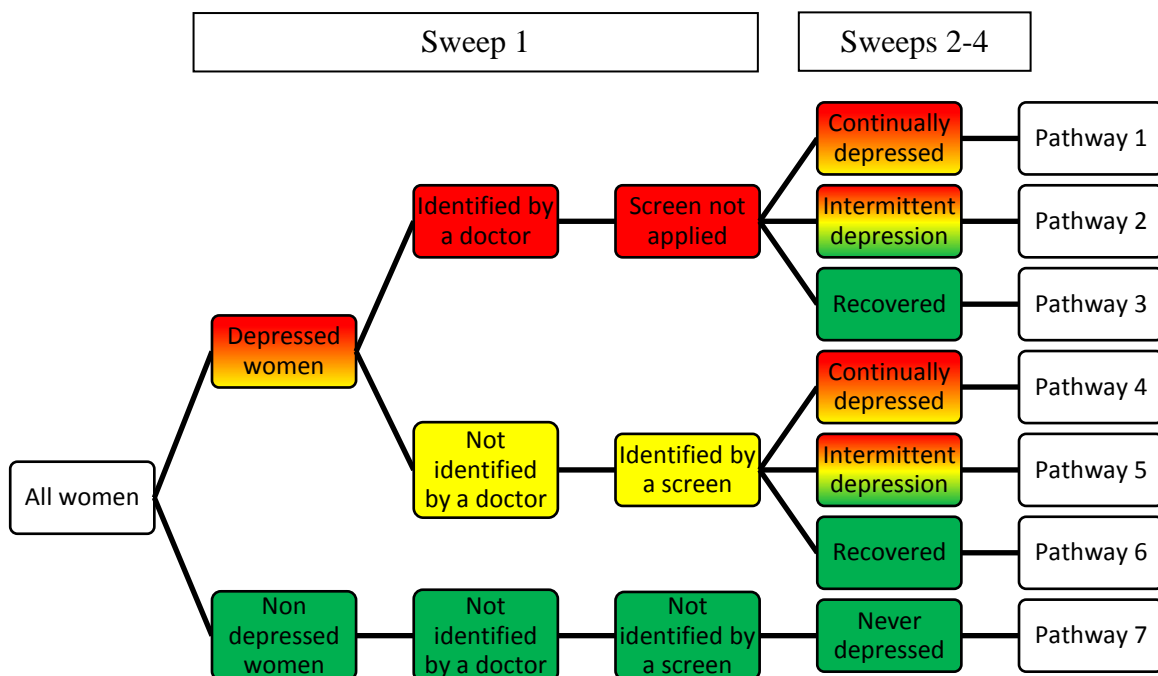 Sweep 1
Sweeps 2-4
Continually
depressed
Pathway 1
Identified by
a doctor
Screen not
applied
Intermittent
depression
Pathway 2
Recovered
Pathway 3
Depressed
women
Continually
depressed
Pathway 4
Not
identified
by a doctor
Identified by
a screen
Intermittent
depression
Pathway 5
All women
Recovered
Pathway 6
Non
depressed
women
Not
identified
by a doctor
Not
identified by
a screen
Never
depressed
Pathway 7